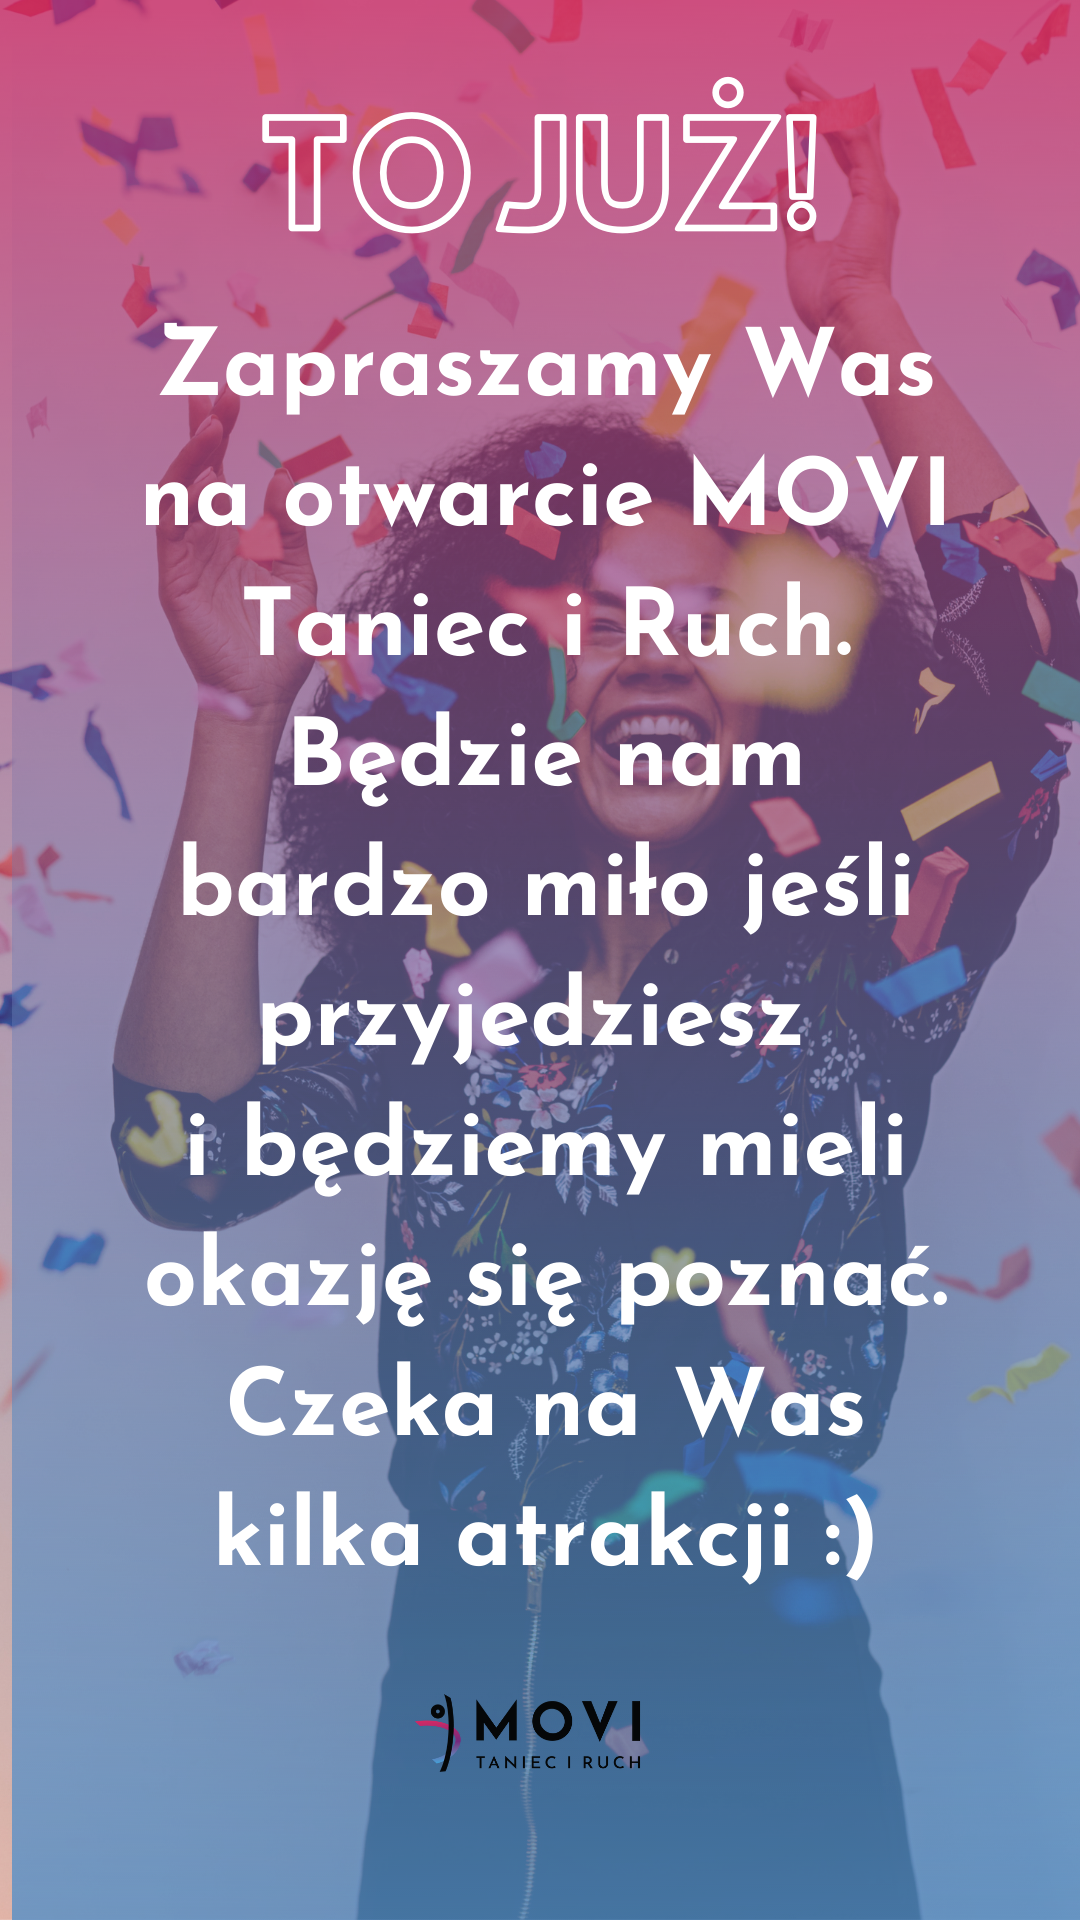 TO JUŻ!
Zapraszamy Was
na otwarcie MOVI
Taniec i Ruch.
Będzie nam
bardzo miło jeśli
przyjedziesz
i będziemy mieli
okazję się poznać.
Czeka na Was
kilka atrakcji :)
MOVI
TANIEC I RUCH